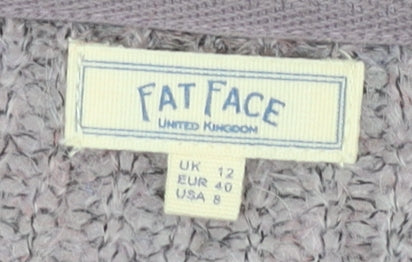 FAT FACE
UNITED KINGDOM
UK 12
EUR 40
USA 8